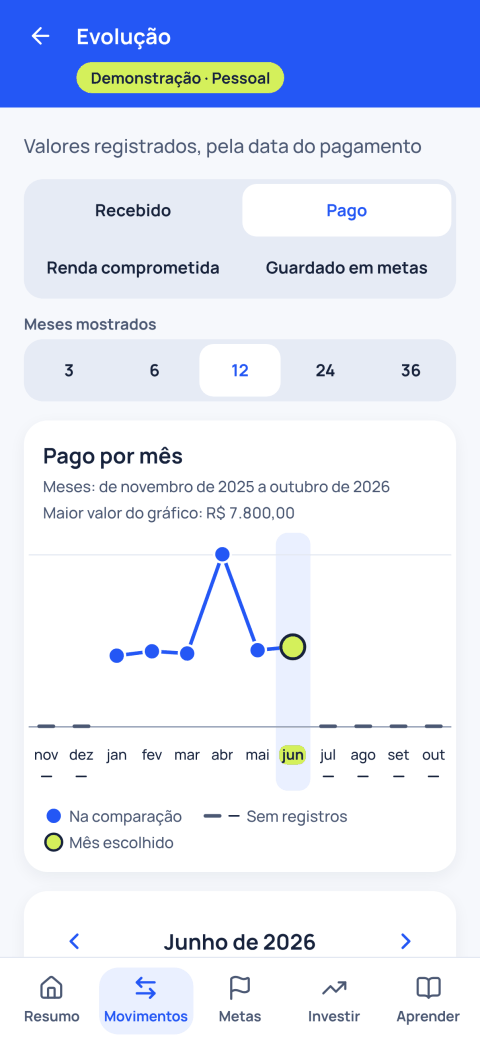 Evolução
Demonstração · Pessoal
Valores registrados, pela data do pagamento
Recebido Pago
Renda comprometida Guardado em metas
Meses mostrados
3 6 12 24 36
Pago por mês
Meses: de novembro de 2025 a outubro de 2026
Maior valor do gráfico: R$ 7.800,00
nov dez jan fev mar abr mai jun jul ago set out
— — — — — —
Na comparação — Sem registros
Mês escolhido
Junho de 2026
Resumo Movimentos Metas Investir Aprender